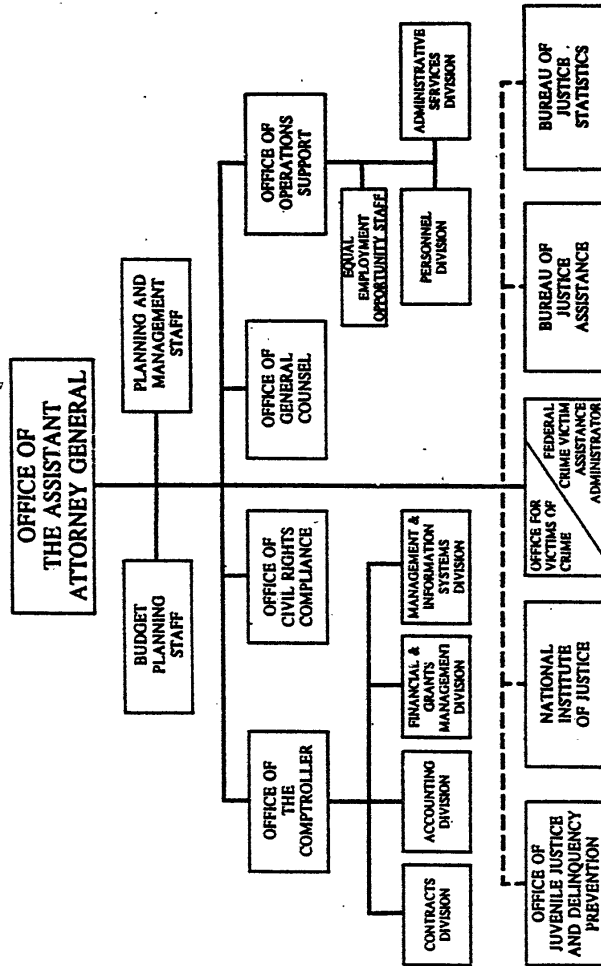 OFFICE OF
THE ASSISTANT
ATTORNEY GENERAL
BUDGET
PLANNING
STAFF
PLANNING AND
MANAGEMENT
STAFF
OFFICE OF
THE
COMPTROLLER
OFFICE OF
CIVIL RIGHTS
COMPLIANCE
OFFICE OF
GENERAL
COUNSEL
OFFICE OF
OPERATIONS
SUPPORT
EQUAL
EMPLOYMENT
OPPORTUNITY STAFF
CONTRACTS
DIVISION
ACCOUNTING
DIVISION
FINANCIAL &
GRANTS
MANAGEMENT
DIVISION
MANAGEMENT &
INFORMATION
SYSTEMS
DIVISION
PERSONNEL
DIVISION
ADMINISTRATIVE
SERVICES
DIVISION
OFFICE OF
JUVENILE JUSTICE
AND DELINQUENCY
PREVENTION
NATIONAL
INSTITUTE
OF JUSTICE
OFFICE FOR
VICTIMS OF
CRIME
FEDERAL
CRIME VICTIM
ASSISTANCE
ADMINISTRATOR
BUREAU OF
JUSTICE
ASSISTANCE
BUREAU OF
JUSTICE
STATISTICS